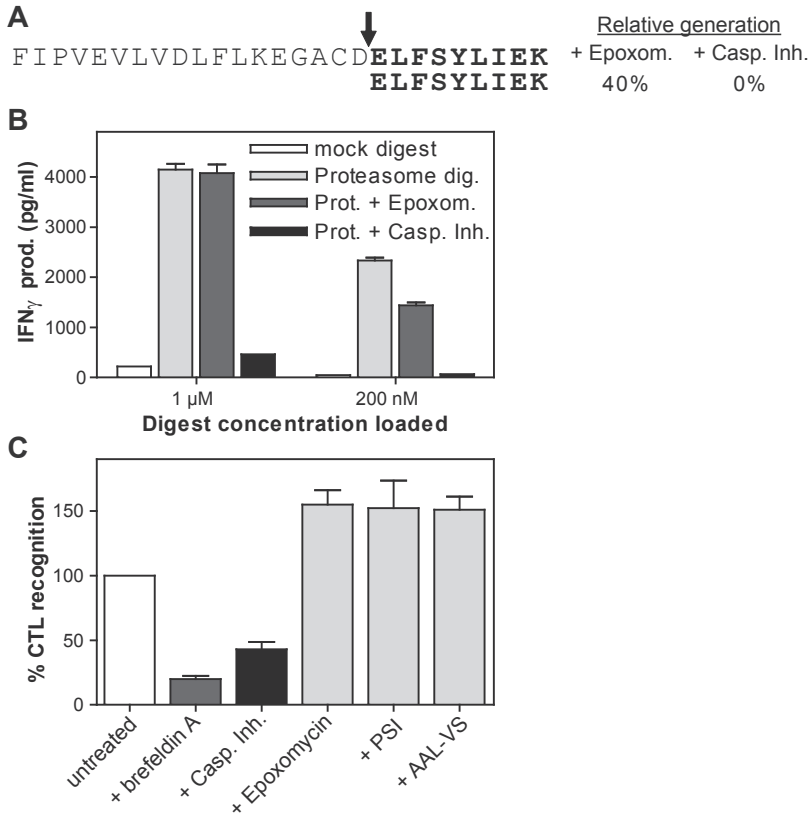 A
Relative generation
FIPVEVLVDLFLKEGACDELFSYLIEK + Epoxom. + Casp. Inh.
ELFSYLIEK 40% 0%
B
mock digest
Proteasome dig.
Prot. + Epoxom.
Prot. + Casp. Inh.
IFNγ prod. (pg/ml)
4000
3000
2000
1000
0
1 µM 200 nM
Digest concentration loaded
C
% CTL recognition
150
100
50
0
untreated
+ brefeldin A
+ Casp. Inh.
+ Epoxomycin
+ PSI
+ AAL-VS